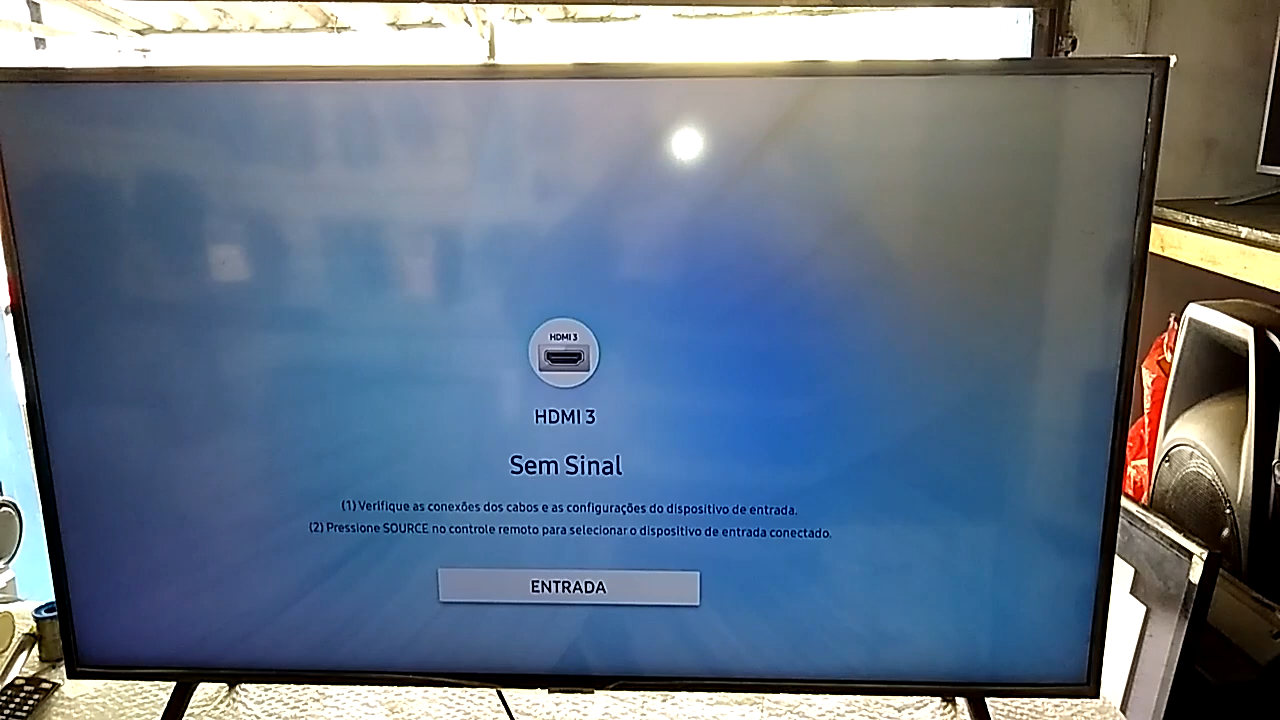 HDMI 3
HDMI 3
Sem Sinal
(1) Verifique as conexões dos cabos e as configurações do dispositivo de entrada.
(2) Pressione SOURCE no controle remoto para selecionar o dispositivo de entrada conectado.
ENTRADA